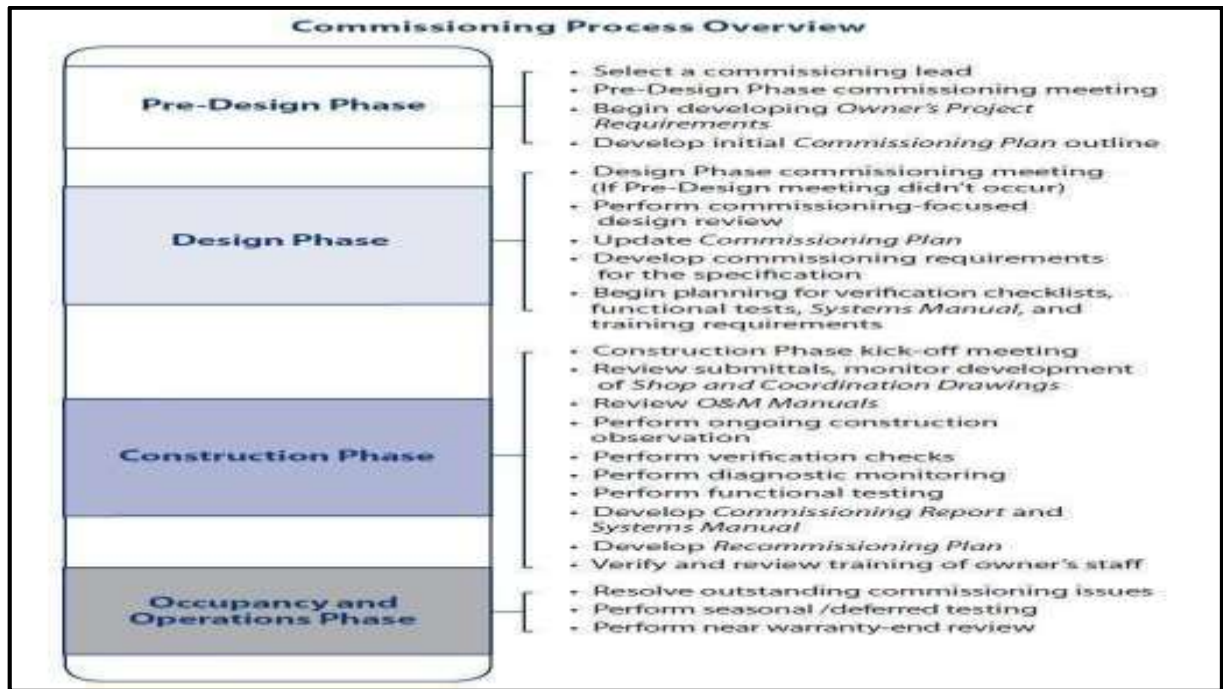 Commissioning Process Overview
Pre-Design Phase
• Select a commissioning lead
• Pre-Design Phase commissioning meeting
• Begin developing Owner's Project
Requirements
• Develop initial Commissioning Plan outline
Design Phase
• Design Phase commissioning meeting
(If Pre-Design meeting didn't occur)
• Perform commissioning-focused
design review
• Update Commissioning Plan
• Develop commissioning requirements
for the specification
• Begin planning for verification checklists,
functional tests, Systems Manual, and
training requirements
Construction Phase
• Construction Phase kick-off meeting
• Review submittals, monitor development
of Shop and Coordination Drawings
• Review O&M Manuals
• Perform ongoing construction
observation
• Perform verification checks
• Perform diagnostic monitoring
• Perform functional testing
• Develop Commissioning Report and
Systems Manual
• Develop Recommissioning Plan
• Verify and review training of owner's staff
Occupancy and
Operations Phase
• Resolve outstanding commissioning issues
• Perform seasonal /deferred testing
• Perform near warranty-end review